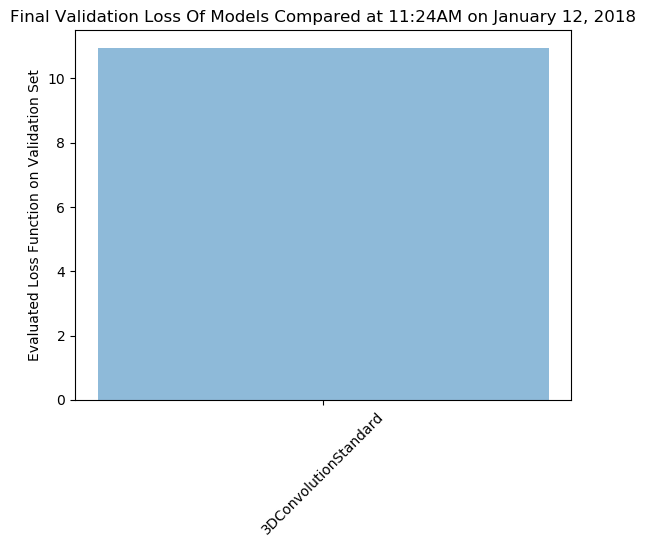 Final Validation Loss Of Models Compared at 11:24AM on January 12, 2018
Evaluated Loss Function on Validation Set
10
8
6
4
2
0
3DConvolutionStandard